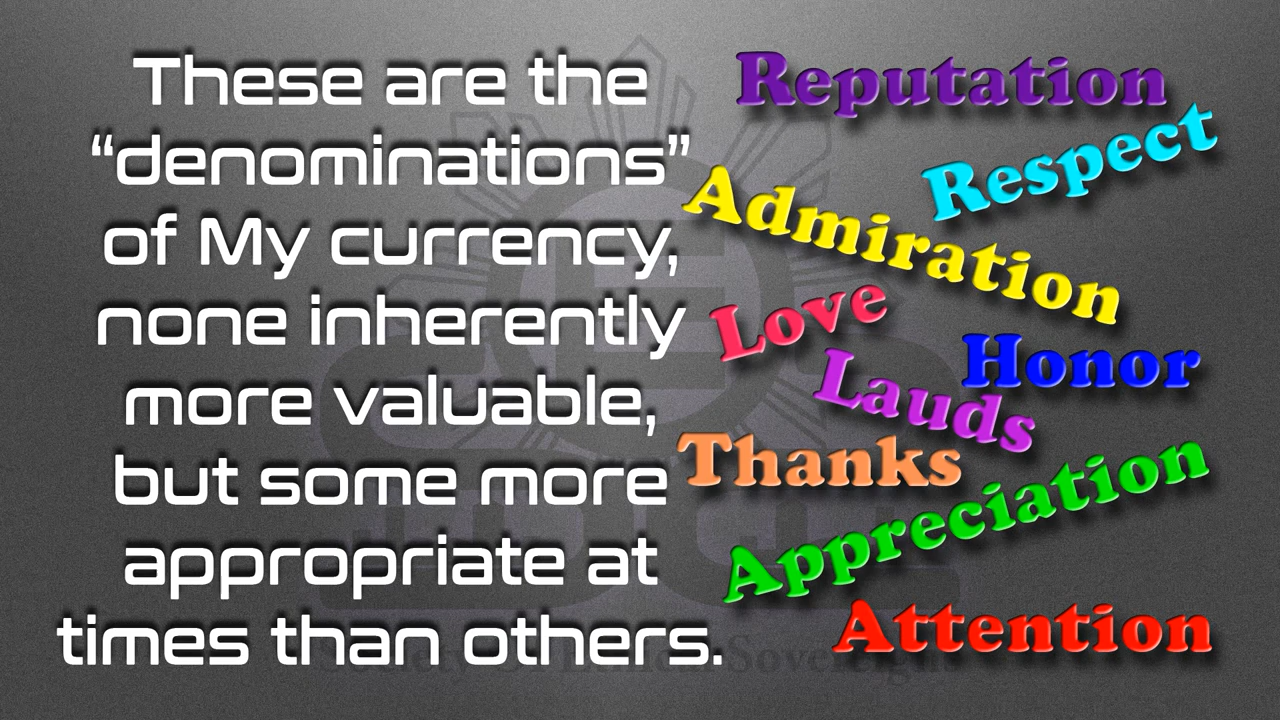 These are the
“denominations”
of My currency,
none inherently
more valuable,
but some more
appropriate at
times than others.
Reputation
Respect
Admiration
Love
Honor
Lauds
Thanks
Appreciation
Attention